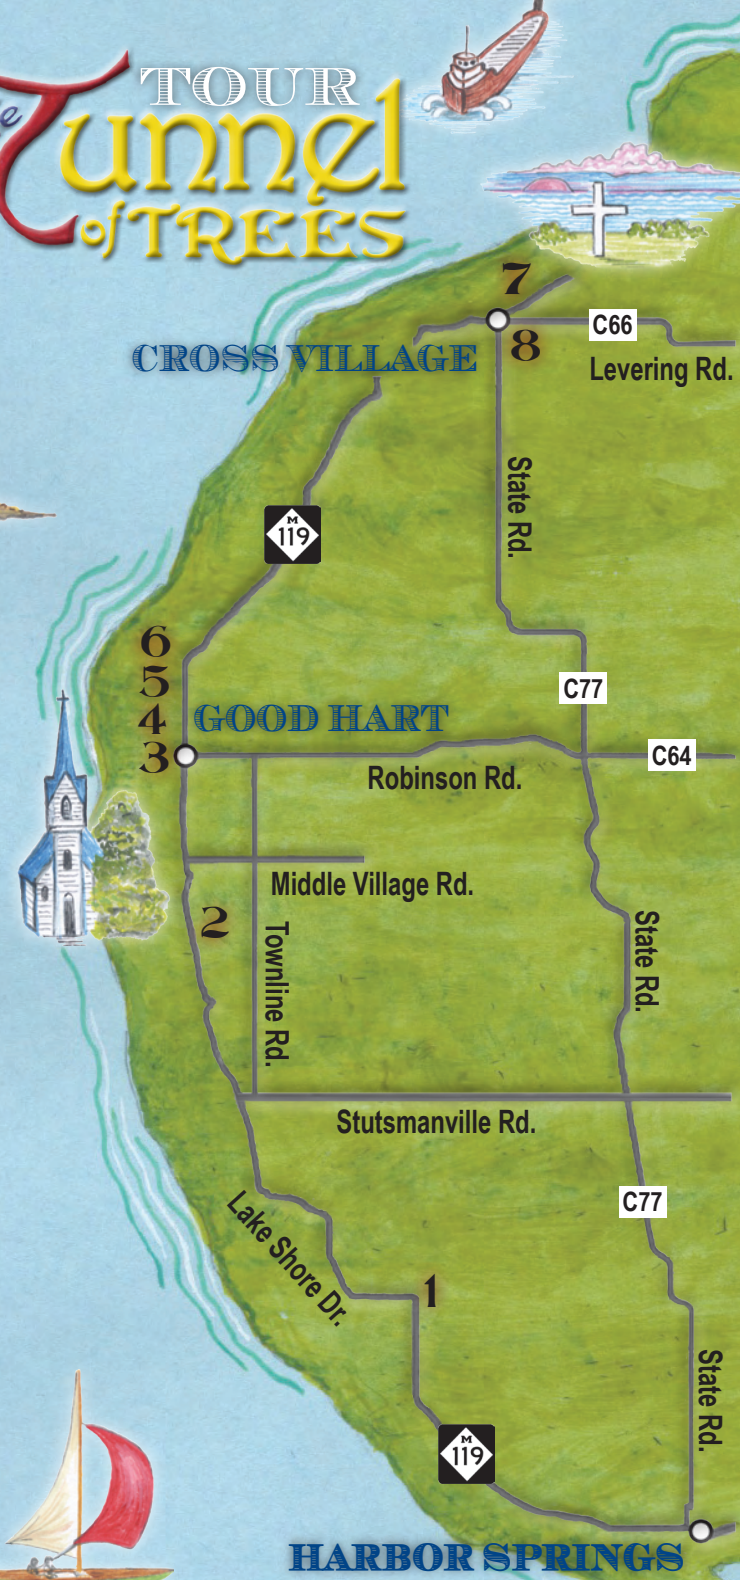 TOUR
Tunnel
of TREES
7
C66
8
CROSS VILLAGE
Levering Rd.
State Rd.
M
119
6
5
C77
4
GOOD HART
3
C64
Robinson Rd.
Middle Village Rd.
2
State Rd.
Townline Rd.
Stutsmanville Rd.
C77
Lake Shore Dr.
1
State Rd.
M
119
HARBOR SPRINGS